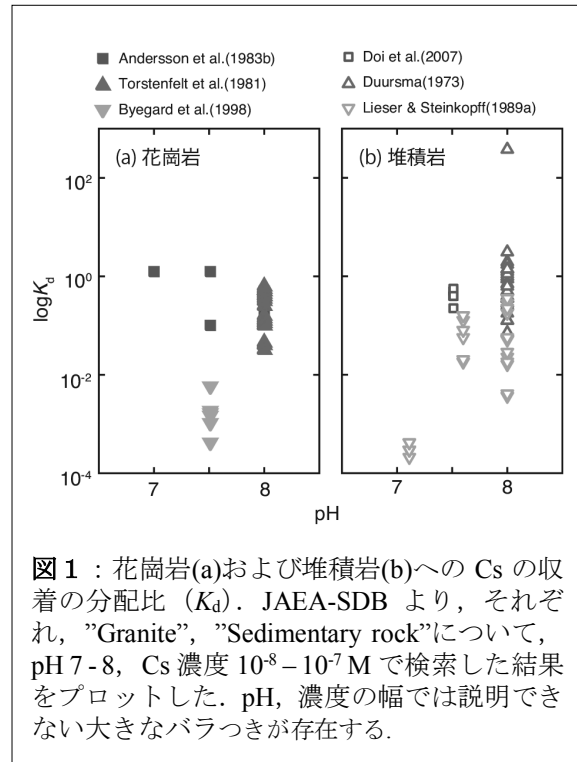 Andersson et al.(1983b)
Torstenfelt et al.(1981)
Byegard et al.(1998)
Doi et al.(2007)
Duursma(1973)
Lieser & Steinkopff(1989a)
(a) 花崗岩
(b) 堆積岩
logKd
10²
10⁰
10⁻²
10⁻⁴
7
8
7
8
pH
図1：花崗岩(a)および堆積岩(b)への Cs の収
着の分配比（Kd）. JAEA-SDB より，それぞ
れ，”Granite”，”Sedimentary rock”について，
pH 7 - 8，Cs 濃度 10⁻⁸ – 10⁻⁷ M で検索した結果
をプロットした．pH，濃度の幅では説明でき
ない大きなバラつきが存在する.